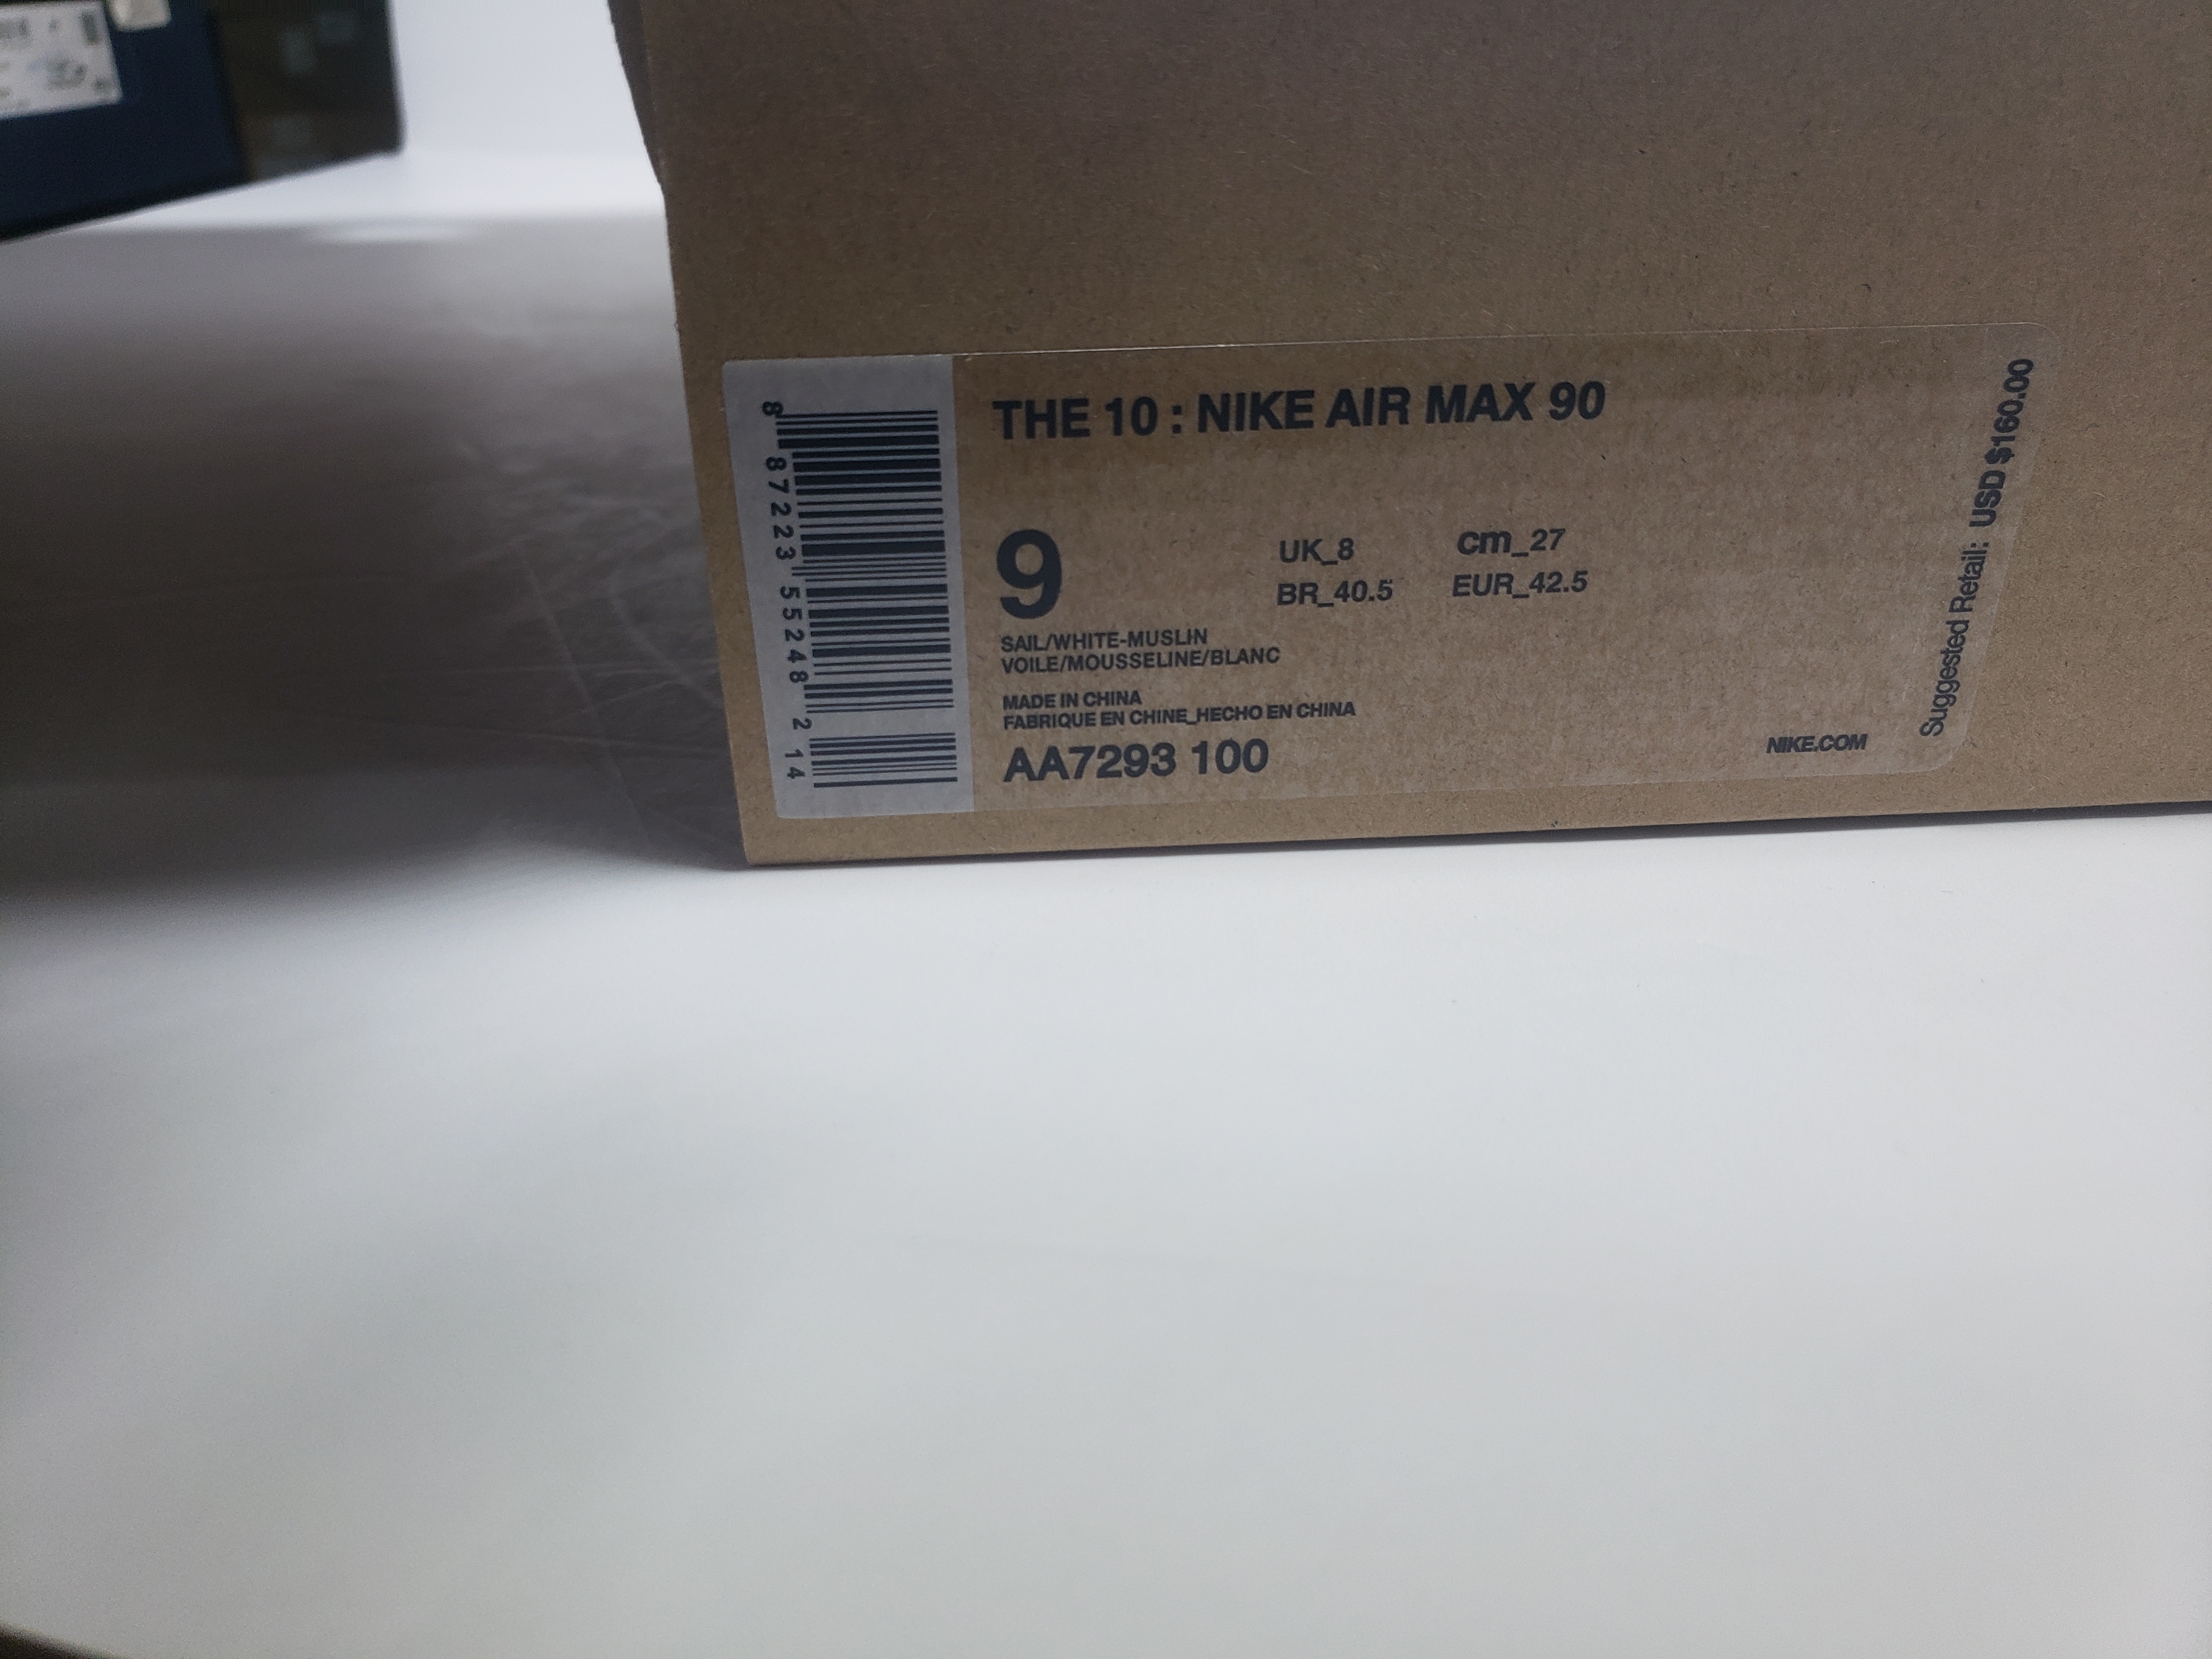 THE 10 : NIKE AIR MAX 90
9
UK_8
cm_27
BR_40.5
EUR_42.5
SAIL/WHITE-MUSLIN
VOILE/MOUSSELINE/BLANC
MADE IN CHINA
FABRIQUE EN CHINE_HECHO EN CHINA
AA7293 100
NIKE.COM
Suggested Retail: USD $160.00
8 87223 55248 2 14